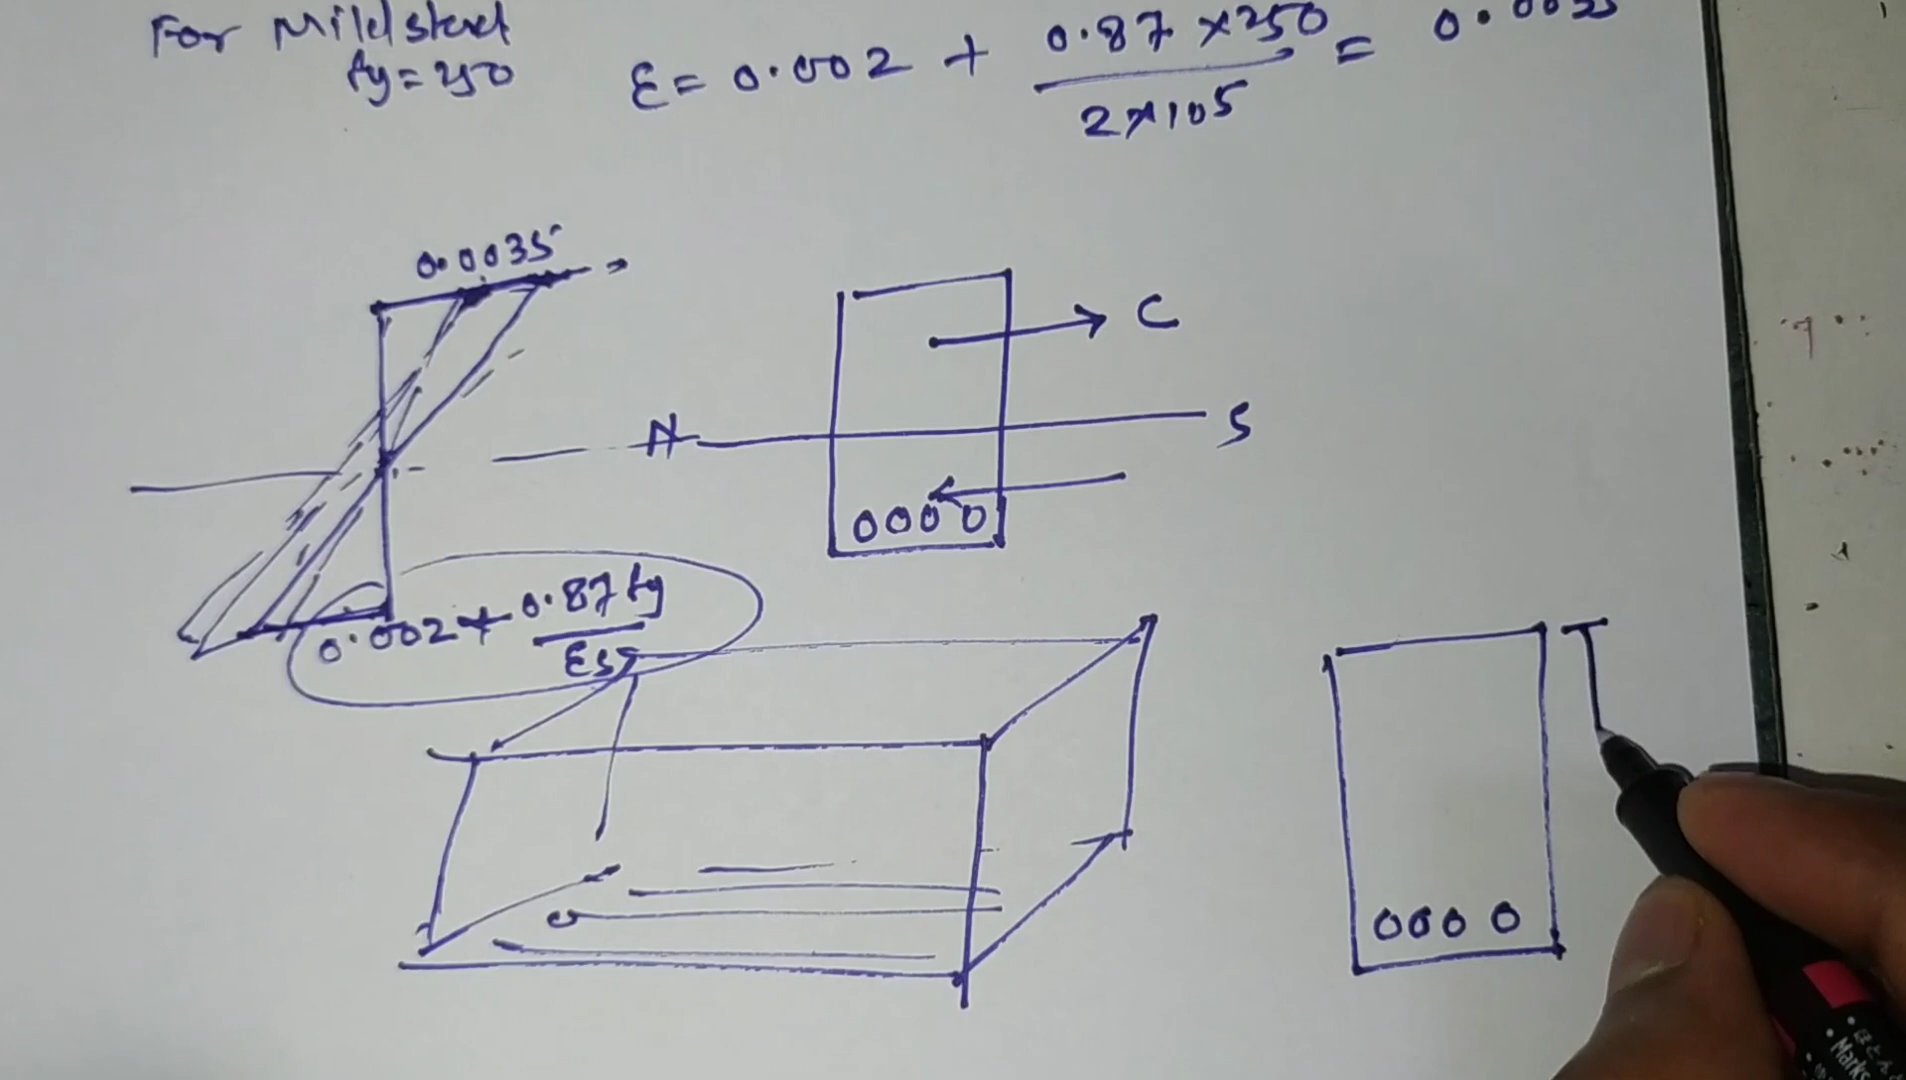 For Mild steel
fy = 250
ε = 0.002 + 0.87 × 250 / 2×10⁵ = 0.00
0.0035
C
N S
0000
0.002 + 0.87 fy / Es
0000
Marks